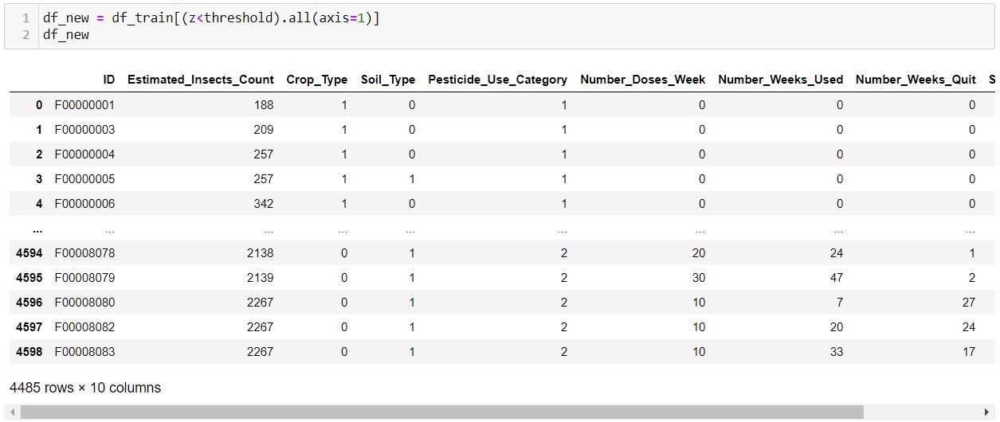 1 df_new = df_train[(z<threshold).all(axis=1)]
2 df_new
ID Estimated_Insects_Count Crop_Type Soil_Type Pesticide_Use_Category Number_Doses_Week Number_Weeks_Used Number_Weeks_Quit S
0 F00000001 188 1 0 1 0 0 0
1 F00000003 209 1 0 1 0 0 0
2 F00000004 257 1 0 1 0 0 0
3 F00000005 257 1 1 1 0 0 0
4 F00000006 342 1 0 1 0 0 0
... ... ... ... ... ... ... ... ...
4594 F00008078 2138 0 1 2 20 24 1
4595 F00008079 2139 0 1 2 30 47 2
4596 F00008080 2267 0 1 2 10 7 27
4597 F00008082 2267 0 1 2 10 20 24
4598 F00008083 2267 0 1 2 10 33 17
4485 rows × 10 columns